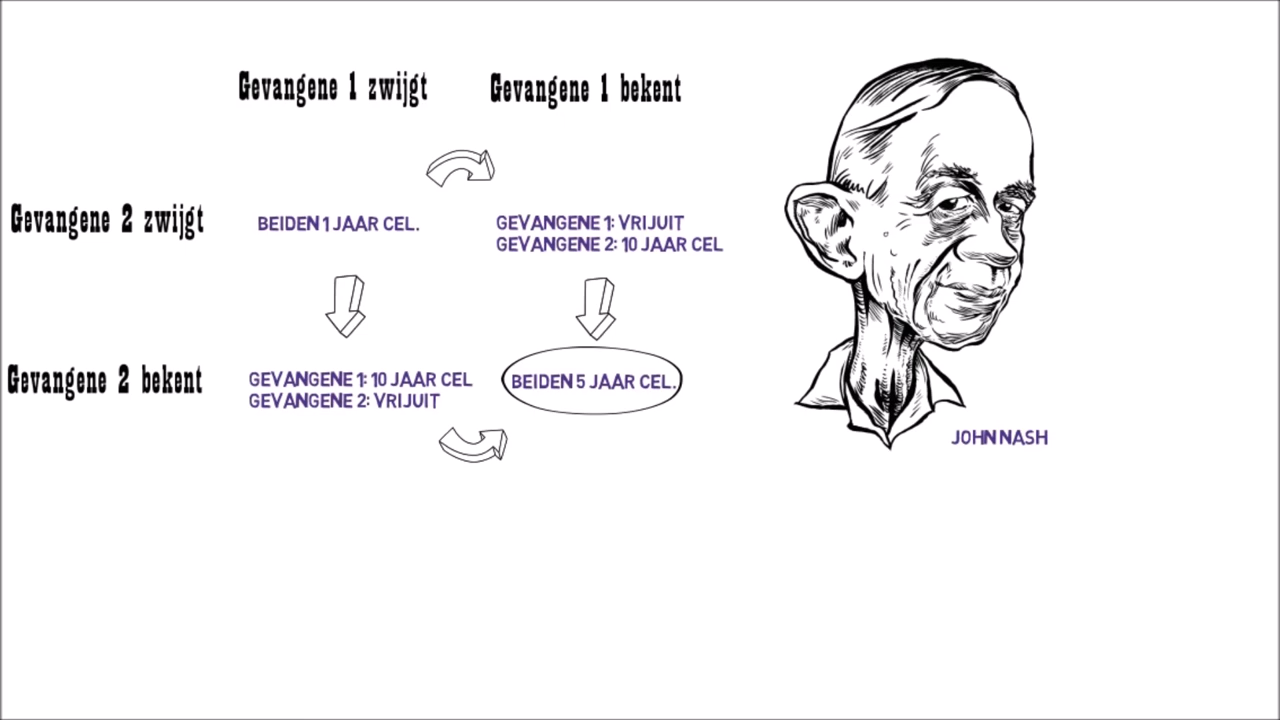 Gevangene 1 zwijgt
Gevangene 1 bekent
Gevangene 2 zwijgt
BEIDEN 1 JAAR CEL.
GEVANGENE 1: VRIJUIT
GEVANGENE 2: 10 JAAR CEL
Gevangene 2 bekent
GEVANGENE 1: 10 JAAR CEL
GEVANGENE 2: VRIJUIT
BEIDEN 5 JAAR CEL.
JOHN NASH